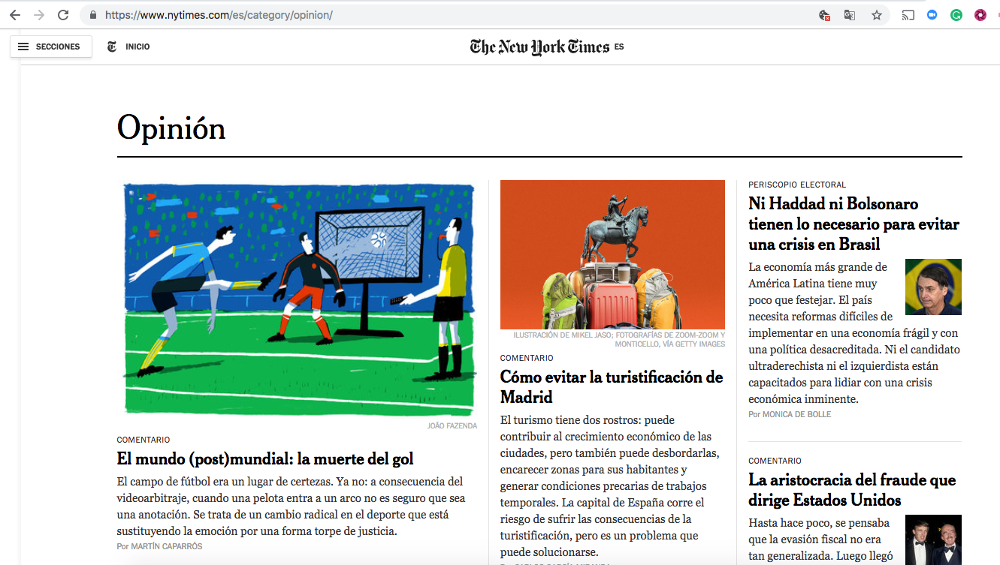 https://www.nytimes.com/es/category/opinion/
SECCIONES
INICIO
The New York Times ES
Opinión
JOÃO FAZENDA
COMENTARIO
El mundo (post)mundial: la muerte del gol
El campo de fútbol era un lugar de certezas. Ya no: a consecuencia del
videoarbitraje, cuando una pelota entra a un arco no es seguro que sea
una anotación. Se trata de un cambio radical en el deporte que está
sustituyendo la emoción por una forma torpe de justicia.
Por MARTÍN CAPARRÓS
ILUSTRACIÓN DE MIKEL JASO; FOTOGRAFÍAS DE ZOOM-ZOOM Y
MONTICELLO, VÍA GETTY IMAGES
COMENTARIO
Cómo evitar la turistificación de
Madrid
El turismo tiene dos rostros: puede
contribuir al crecimiento económico de las
ciudades, pero también puede desbordarlas,
encarecer zonas para sus habitantes y
generar condiciones precarias de trabajos
temporales. La capital de España corre el
riesgo de sufrir las consecuencias de la
turistificación, pero es un problema que
puede solucionarse.
PERISCOPIO ELECTORAL
Ni Haddad ni Bolsonaro
tienen lo necesario para evitar
una crisis en Brasil
La economía más grande de
América Latina tiene muy
poco que festejar. El país
necesita reformas difíciles de
implementar en una economía frágil y con
una política desacreditada. Ni el candidato
ultraderechista ni el izquierdista están
capacitados para lidiar con una crisis
económica inminente.
Por MONICA DE BOLLE
COMENTARIO
La aristocracia del fraude que
dirige Estados Unidos
Hasta hace poco, se pensaba
que la evasión fiscal no era
tan generalizada. Luego llegó